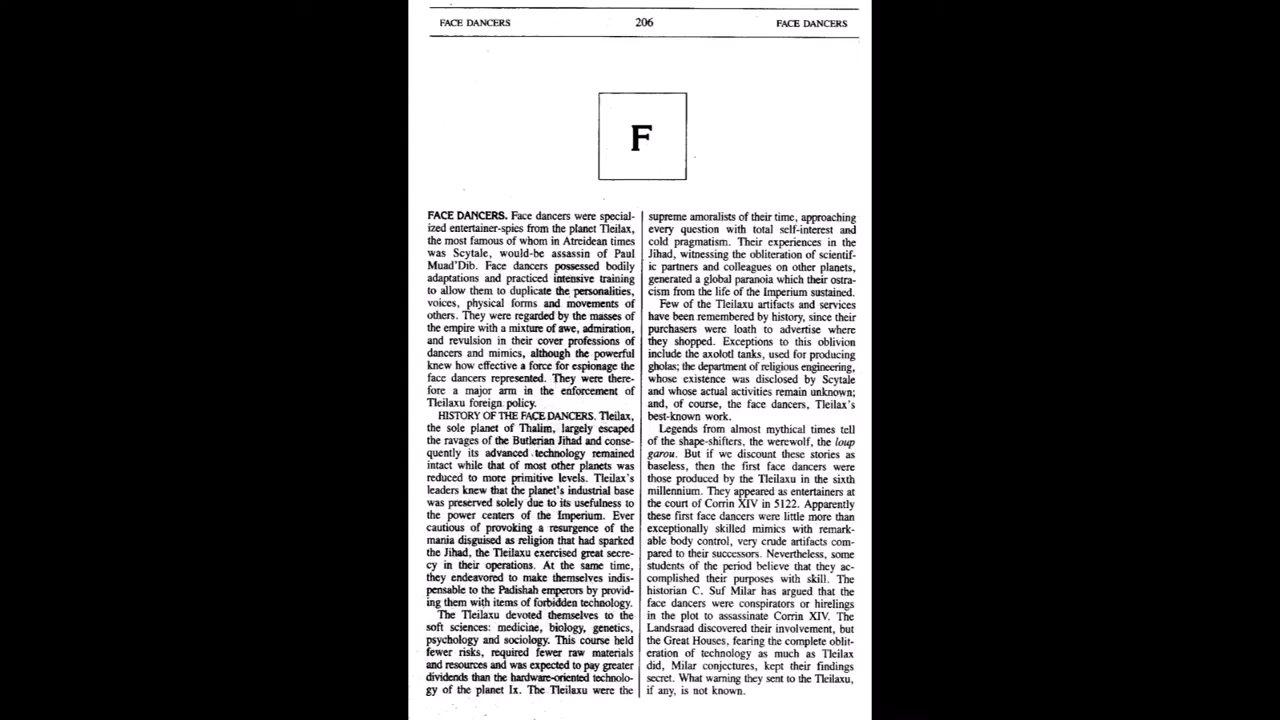 FACE DANCERS 206 FACE DANCERS
F
FACE DANCERS. Face dancers were special-
ized entertainer-spies from the planet Tleilax,
the most famous of whom in Atreidean times
was Scytale, would-be assassin of Paul
Muad'Dib. Face dancers possessed bodily
adaptations and practiced intensive training
to allow them to duplicate the personalities,
voices, physical forms and movements of
others. They were regarded by the masses of
the empire with a mixture of awe, admiration,
and revulsion in their cover professions of
dancers and mimics, although the powerful
knew how effective a force for espionage the
face dancers represented. They were there-
fore a major arm in the enforcement of
Tleilaxu foreign policy.
HISTORY OF THE FACE DANCERS. Tleilax,
the sole planet of Thalim, largely escaped
the ravages of the Butlerian Jihad and conse-
quently its advanced technology remained
intact while that of most other planets was
reduced to more primitive levels. Tleilax's
leaders knew that the planet's industrial base
was preserved solely due to its usefulness to
the power centers of the Imperium. Ever
cautious of provoking a resurgence of the
mania disguised as religion that had sparked
the Jihad, the Tleilaxu exercised great secre-
cy in their operations. At the same time,
they endeavored to make themselves indis-
pensable to the Padishah emperors by provid-
ing them with items of forbidden technology.
The Tleilaxu devoted themselves to the
soft sciences: medicine, biology, genetics,
psychology and sociology. This course held
fewer risks, required fewer raw materials
and resources and was expected to pay greater
dividends than the hardware-oriented technolo-
gy of the planet Ix. The Tleilaxu were the
supreme amoralists of their time, approaching
every question with total self-interest and
cold pragmatism. Their experiences in the
Jihad, witnessing the obliteration of scientif-
ic partners and colleagues on other planets,
generated a global paranoia which their ostra-
cism from the life of the Imperium sustained.
Few of the Tleilaxu artifacts and services
have been remembered by history, since their
purchasers were loath to advertise where
they shopped. Exceptions to this oblivion
include the axolotl tanks, used for producing
gholas; the department of religious engineering,
whose existence was disclosed by Scytale
and whose actual activities remain unknown;
and, of course, the face dancers, Tleilax's
best-known work.
Legends from almost mythical times tell
of the shape-shifters, the werewolf, the loup
garou. But if we discount these stories as
baseless, then the first face dancers were
those produced by the Tleilaxu in the sixth
millennium. They appeared as entertainers at
the court of Corrin XIV in 5122. Apparently
these first face dancers were little more than
exceptionally skilled mimics with remark-
able body control, very crude artifacts com-
pared to their successors. Nevertheless, some
students of the period believe that they ac-
complished their purposes with skill. The
historian C. Suf Milar has argued that the
face dancers were conspirators or hirelings
in the plot to assassinate Corrin XIV. The
Landsraad discovered their involvement, but
the Great Houses, fearing the complete oblit-
eration of technology as much as Tleilax
did, Milar conjectures, kept their findings
secret. What warning they sent to the Tleilaxu,
if any, is not known.